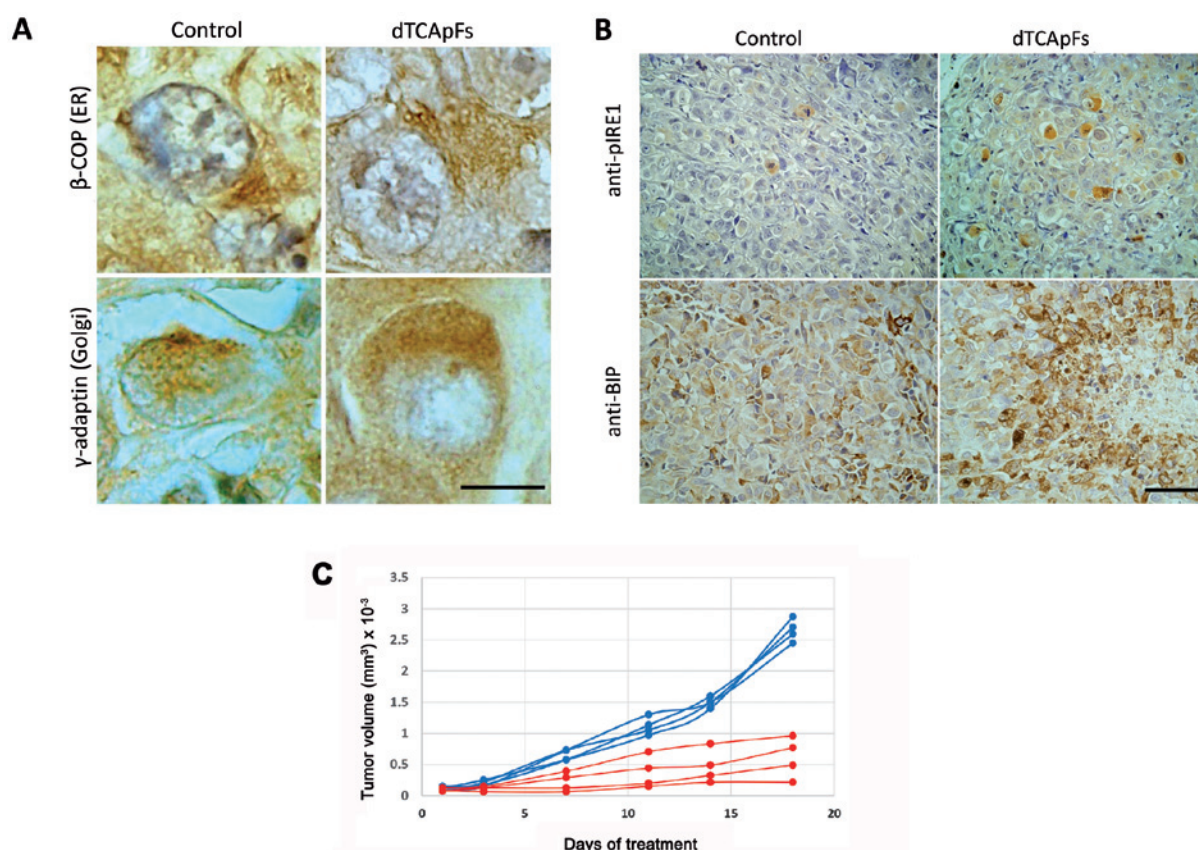 A
Control
dTCApFs
β-COP (ER)
γ-adaptin (Golgi)
B
Control
dTCApFs
anti-pIRE1
anti-BIP
C
Tumor volume (mm³) x 10⁻³
3.5
3
2.5
2
1.5
1
0.5
0
0 5 10 15 20
Days of treatment